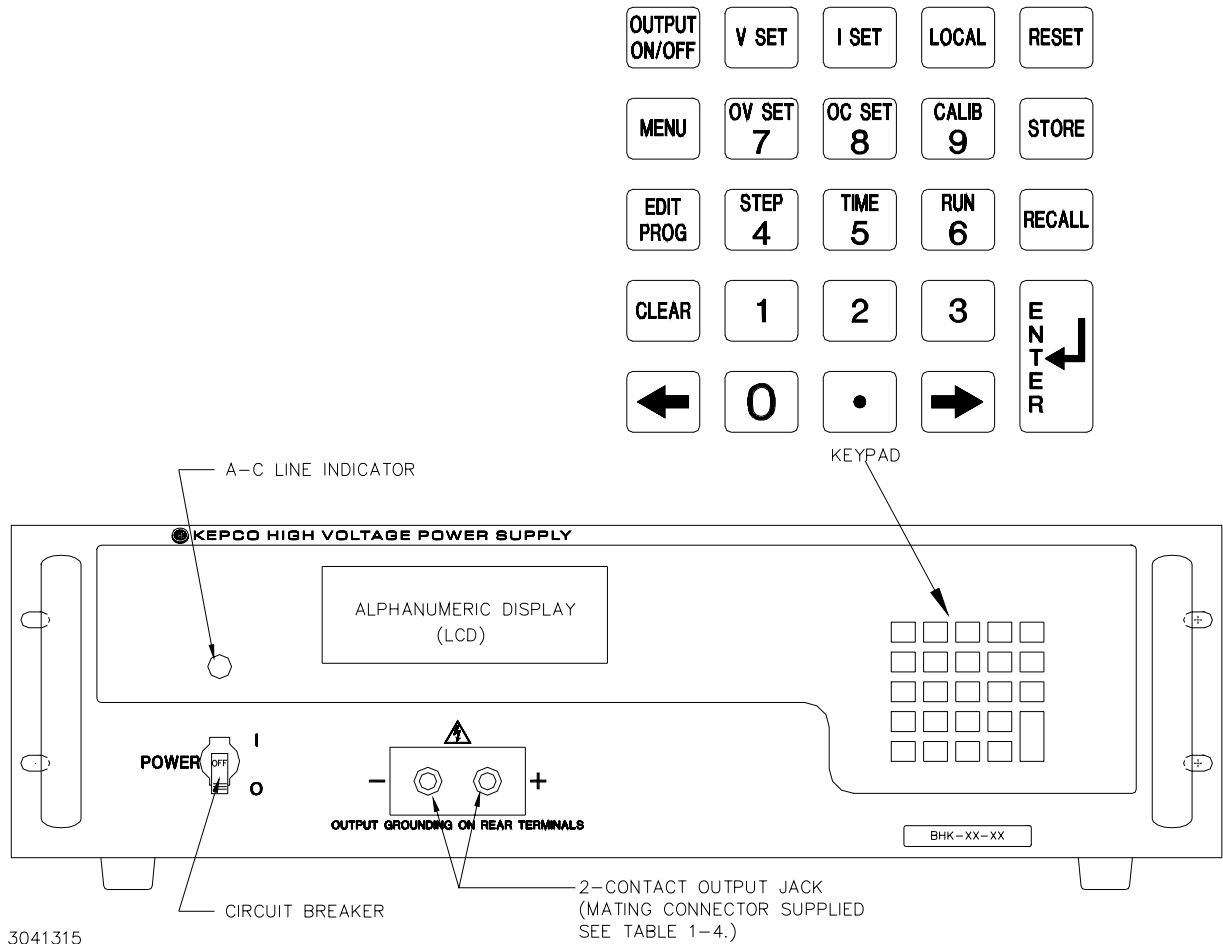 OUTPUT ON/OFF
V SET
I SET
LOCAL
RESET
MENU
OV SET
7
OC SET
8
CALIB
9
STORE
EDIT PROG
STEP
4
TIME
5
RUN
6
RECALL
CLEAR
1
2
3
ENTER
0
.
KEYPAD
A-C LINE INDICATOR
KEPCO HIGH VOLTAGE POWER SUPPLY
ALPHANUMERIC DISPLAY
(LCD)
POWER
I
OFF
O
-
+
OUTPUT GROUNDING ON REAR TERMINALS
BHK-XX-XX
2-CONTACT OUTPUT JACK
(MATING CONNECTOR SUPPLIED
SEE TABLE 1-4.)
CIRCUIT BREAKER
3041315